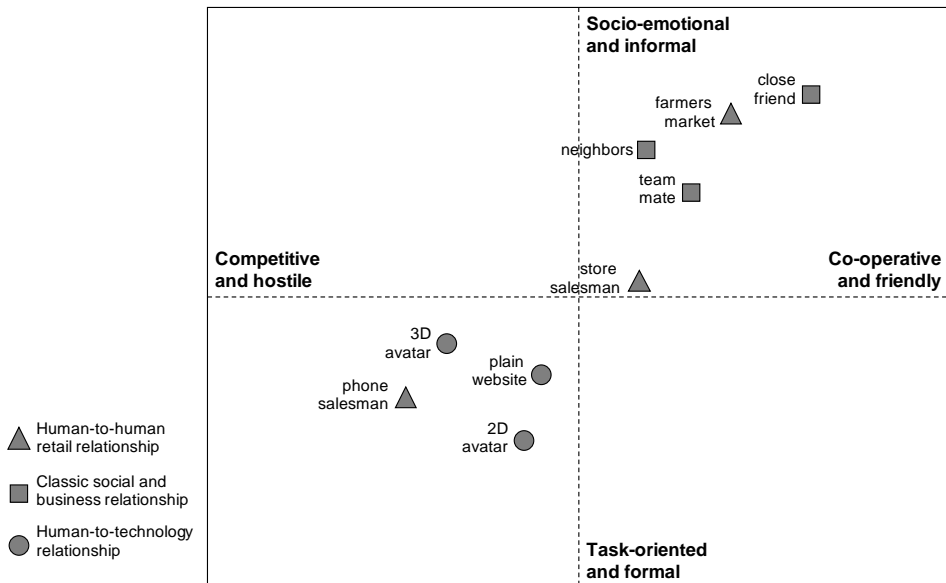 Socio-emotional
and informal
close
friend
farmers
market
neighbors
team
mate
Competitive
and hostile
store
salesman
Co-operative
and friendly
3D
avatar
plain
website
phone
salesman
2D
avatar
Human-to-human
retail relationship
Classic social and
business relationship
Human-to-technology
relationship
Task-oriented
and formal